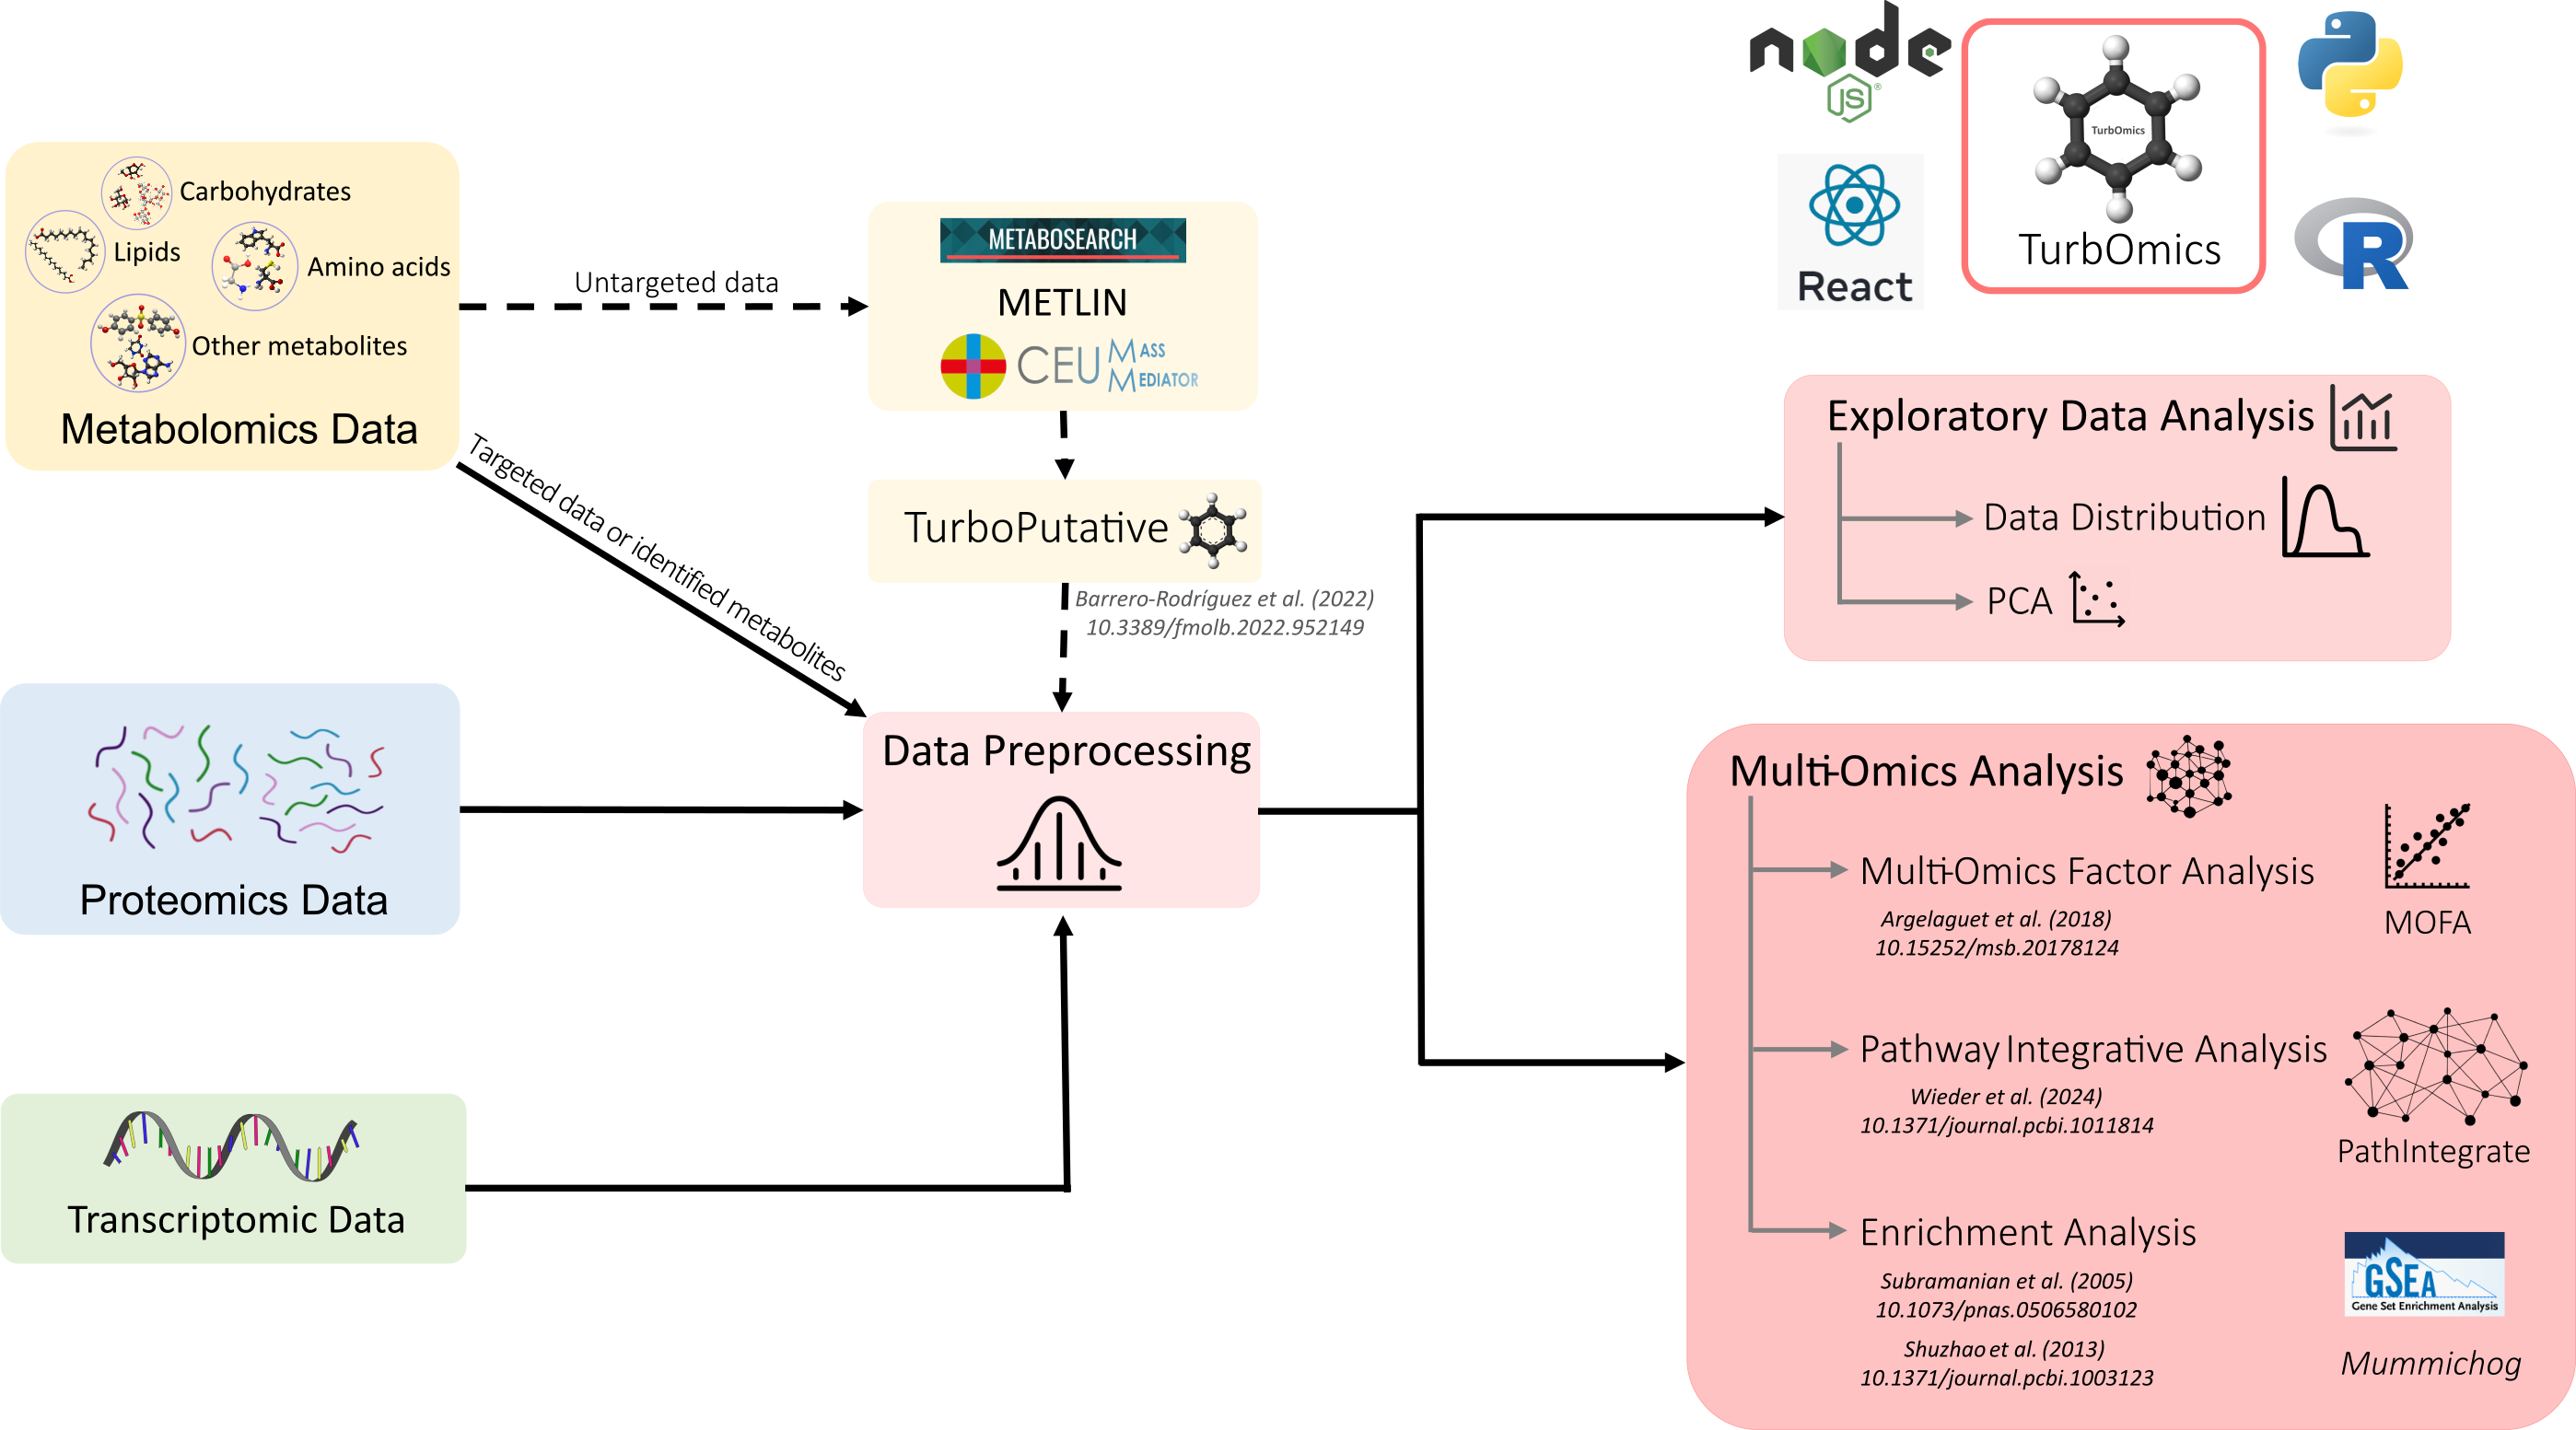 Carbohydrates
Lipids
Amino acids
Other metabolites
Metabolomics Data
Untargeted data
Targeted data or identified metabolites
METABOSEARCH
METLIN
CEU MASS MEDIATOR
TurboPutative
Barrero-Rodríguez et al. (2022)
10.3389/fmolb.2022.952149
Proteomics Data
Data Preprocessing
Transcriptomic Data
node
JS
®
React
TurbOmics
TurbOmics
R
Exploratory Data Analysis
Data Distribution
PCA
Multi-Omics Analysis
Multi-Omics Factor Analysis
Argelaguet et al. (2018)
10.15252/msb.20178124
MOFA
Pathway Integrative Analysis
Wieder et al. (2024)
10.1371/journal.pcbi.1011814
PathIntegrate
Enrichment Analysis
Subramanian et al. (2005)
10.1073/pnas.0506580102
GSEA
Gene Set Enrichment Analysis
Shuzhao et al. (2013)
10.1371/journal.pcbi.1003123
Mummichog